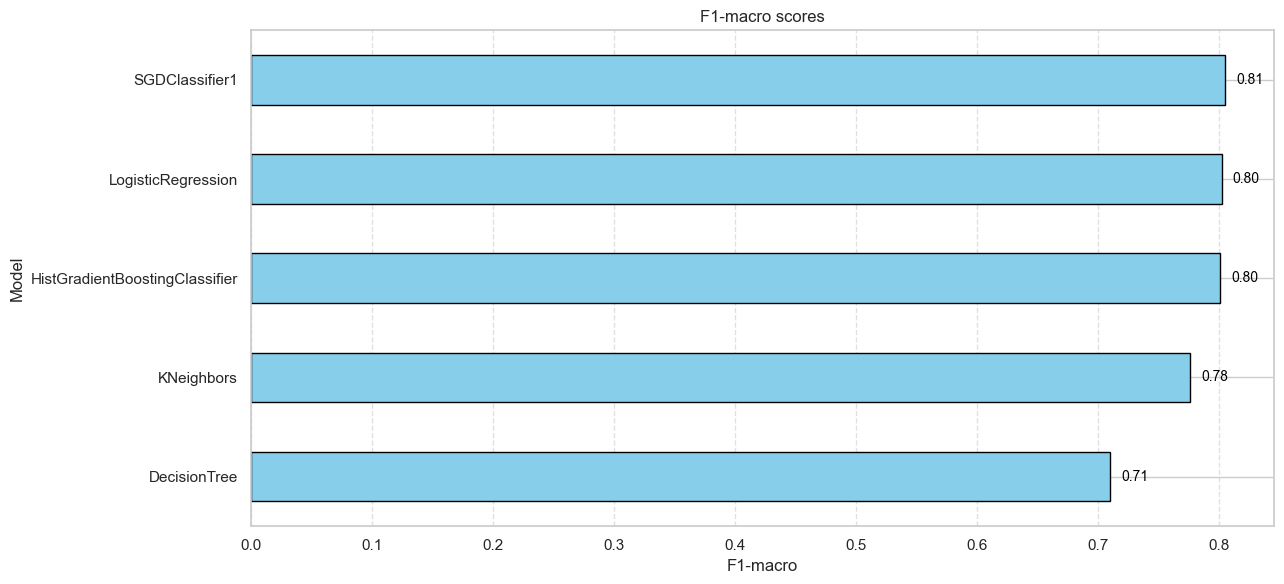 F1-macro scores
SGDClassifier1
0.81
LogisticRegression
0.80
HistGradientBoostingClassifier
0.80
KNeighbors
0.78
DecisionTree
0.71
Model
0.0 0.1 0.2 0.3 0.4 0.5 0.6 0.7 0.8
F1-macro